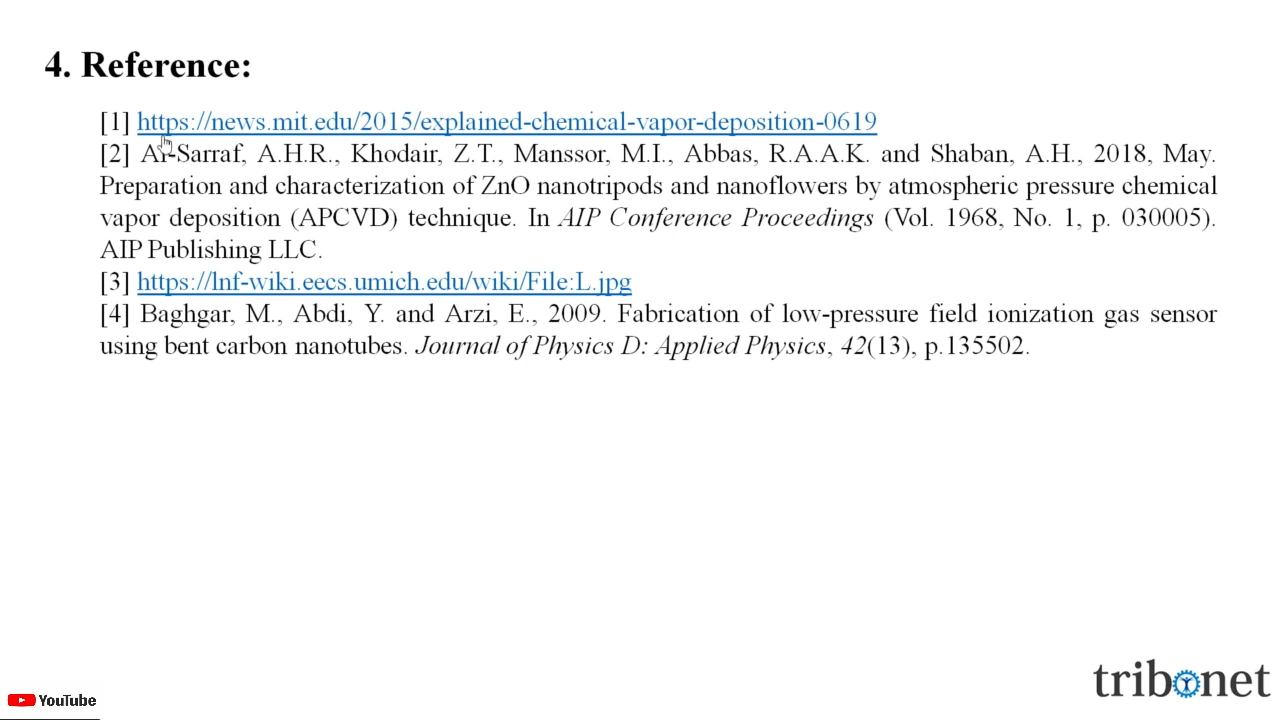 4. Reference:
[1] https://news.mit.edu/2015/explained-chemical-vapor-deposition-0619
[2] Al-Sarraf, A.H.R., Khodair, Z.T., Manssor, M.I., Abbas, R.A.A.K. and Shaban, A.H., 2018, May.
Preparation and characterization of ZnO nanotripods and nanoflowers by atmospheric pressure chemical
vapor deposition (APCVD) technique. In AIP Conference Proceedings (Vol. 1968, No. 1, p. 030005).
AIP Publishing LLC.
[3] https://lnf-wiki.eecs.umich.edu/wiki/File:L.jpg
[4] Baghgar, M., Abdi, Y. and Arzi, E., 2009. Fabrication of low-pressure field ionization gas sensor
using bent carbon nanotubes. Journal of Physics D: Applied Physics, 42(13), p.135502.
tribonet
YouTube